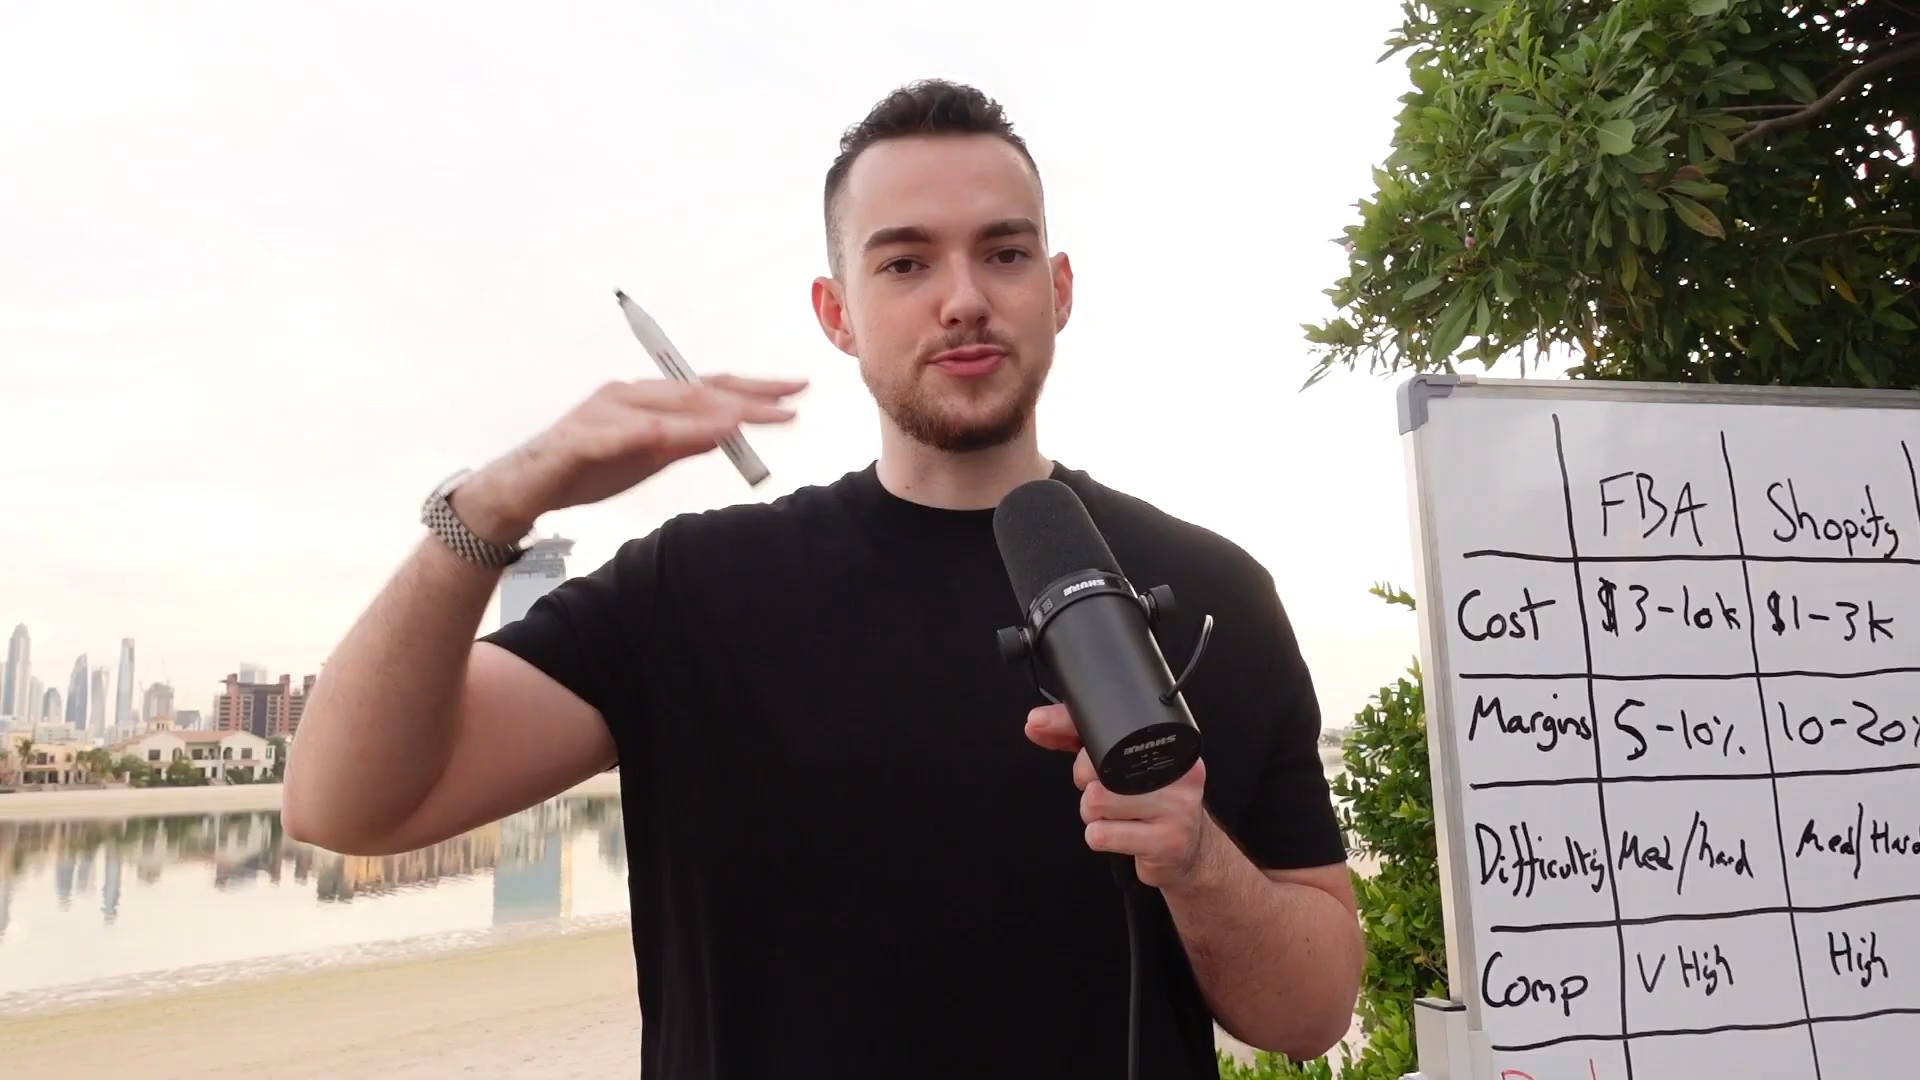 FBA Shopify
Cost $3-10k $1-3k
Margins 5-10% 10-20%
Difficulty Med/hard Med/Hard
Comp V High High
SHURE
SHURE